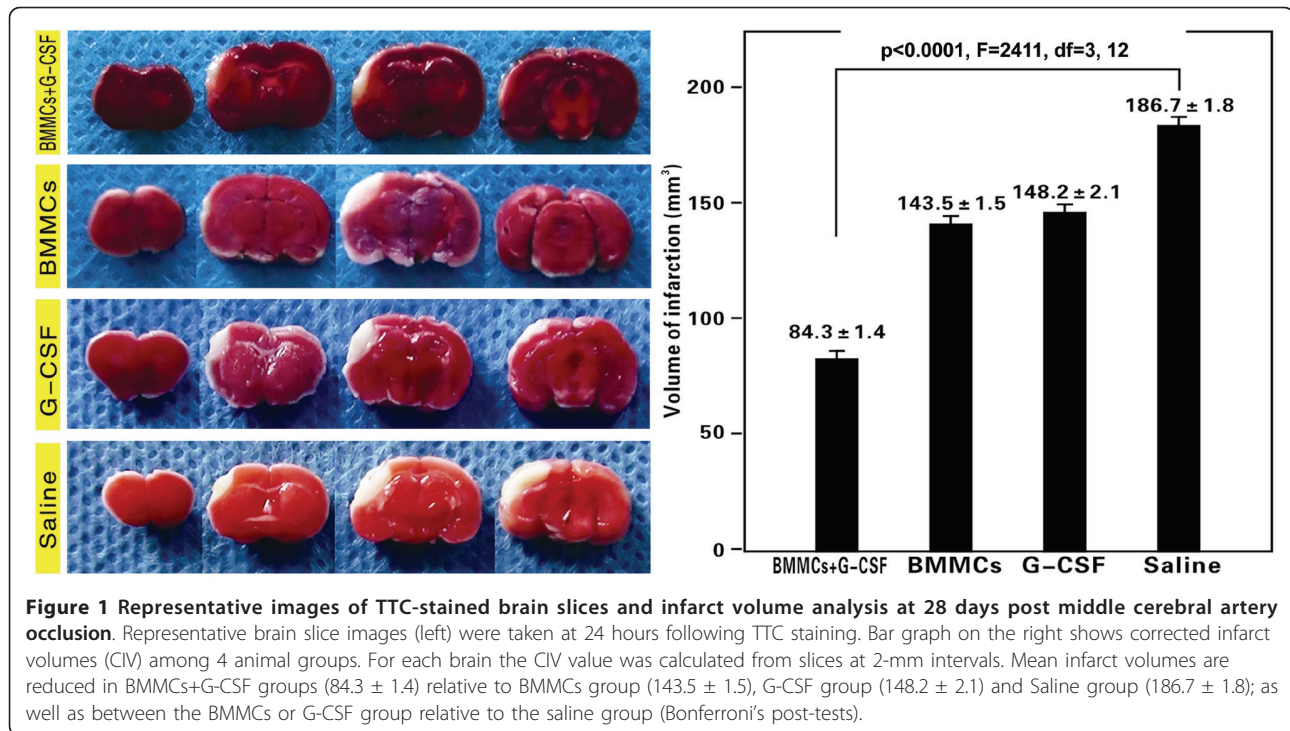 BMMCs+G-CSF
BMMCs
G-CSF
Saline
p<0.0001, F=2411, df=3, 12
Volume of infarction (mm³)
200
150
100
50
0
84.3 ± 1.4
143.5 ± 1.5
148.2 ± 2.1
186.7 ± 1.8
BMMCs+G-CSF BMMCs G-CSF Saline
Figure 1 Representative images of TTC-stained brain slices and infarct volume analysis at 28 days post middle cerebral artery
occlusion. Representative brain slice images (left) were taken at 24 hours following TTC staining. Bar graph on the right shows corrected infarct
volumes (CIV) among 4 animal groups. For each brain the CIV value was calculated from slices at 2-mm intervals. Mean infarct volumes are
reduced in BMMCs+G-CSF groups (84.3 ± 1.4) relative to BMMCs group (143.5 ± 1.5), G-CSF group (148.2 ± 2.1) and Saline group (186.7 ± 1.8); as
well as between the BMMCs or G-CSF group relative to the saline group (Bonferroni's post-tests).